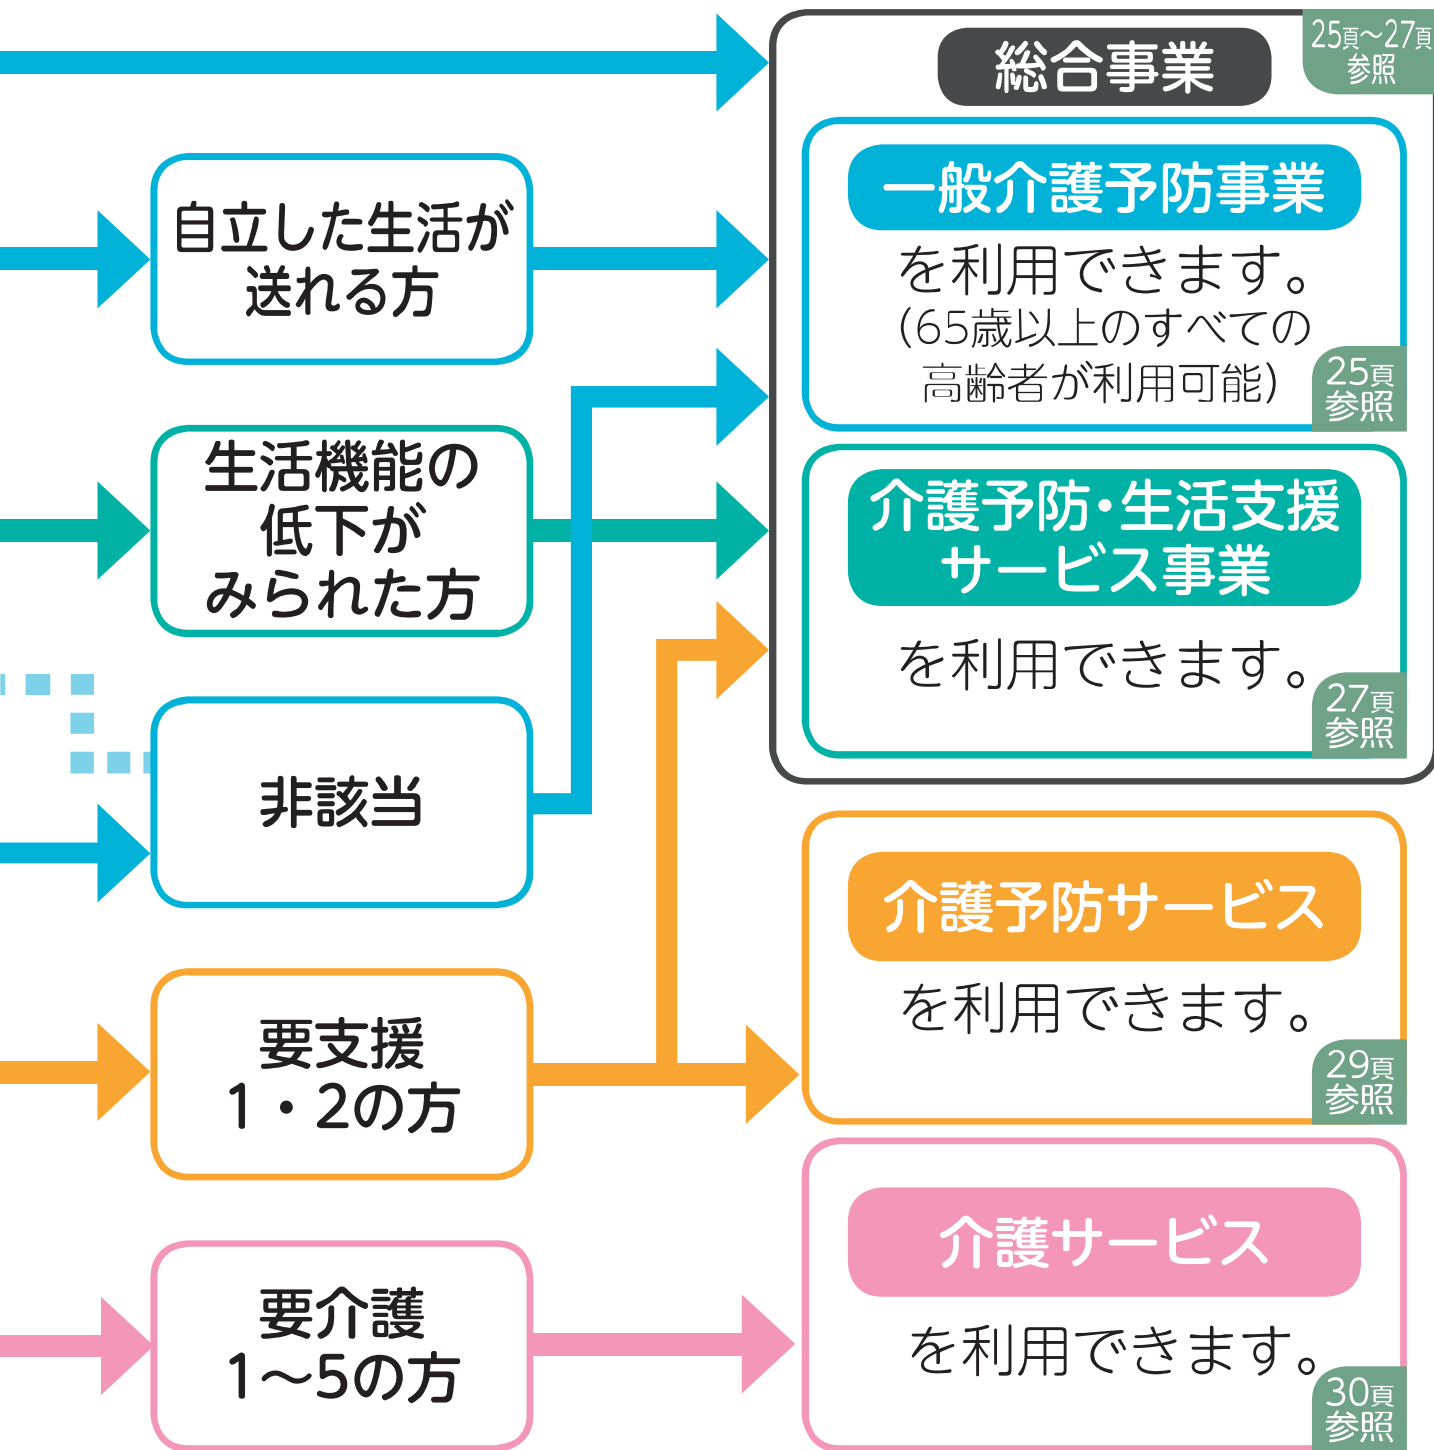 自立した生活が
送れる方
生活機能の
低下が
みられた方
非該当
要支援
1・2の方
要介護
1〜5の方
総合事業
25頁〜27頁
参照
一般介護予防事業
を利用できます。
(65歳以上のすべての
高齢者が利用可能)
25頁
参照
介護予防・生活支援
サービス事業
を利用できます。
27頁
参照
介護予防サービス
を利用できます。
29頁
参照
介護サービス
を利用できます。
30頁
参照